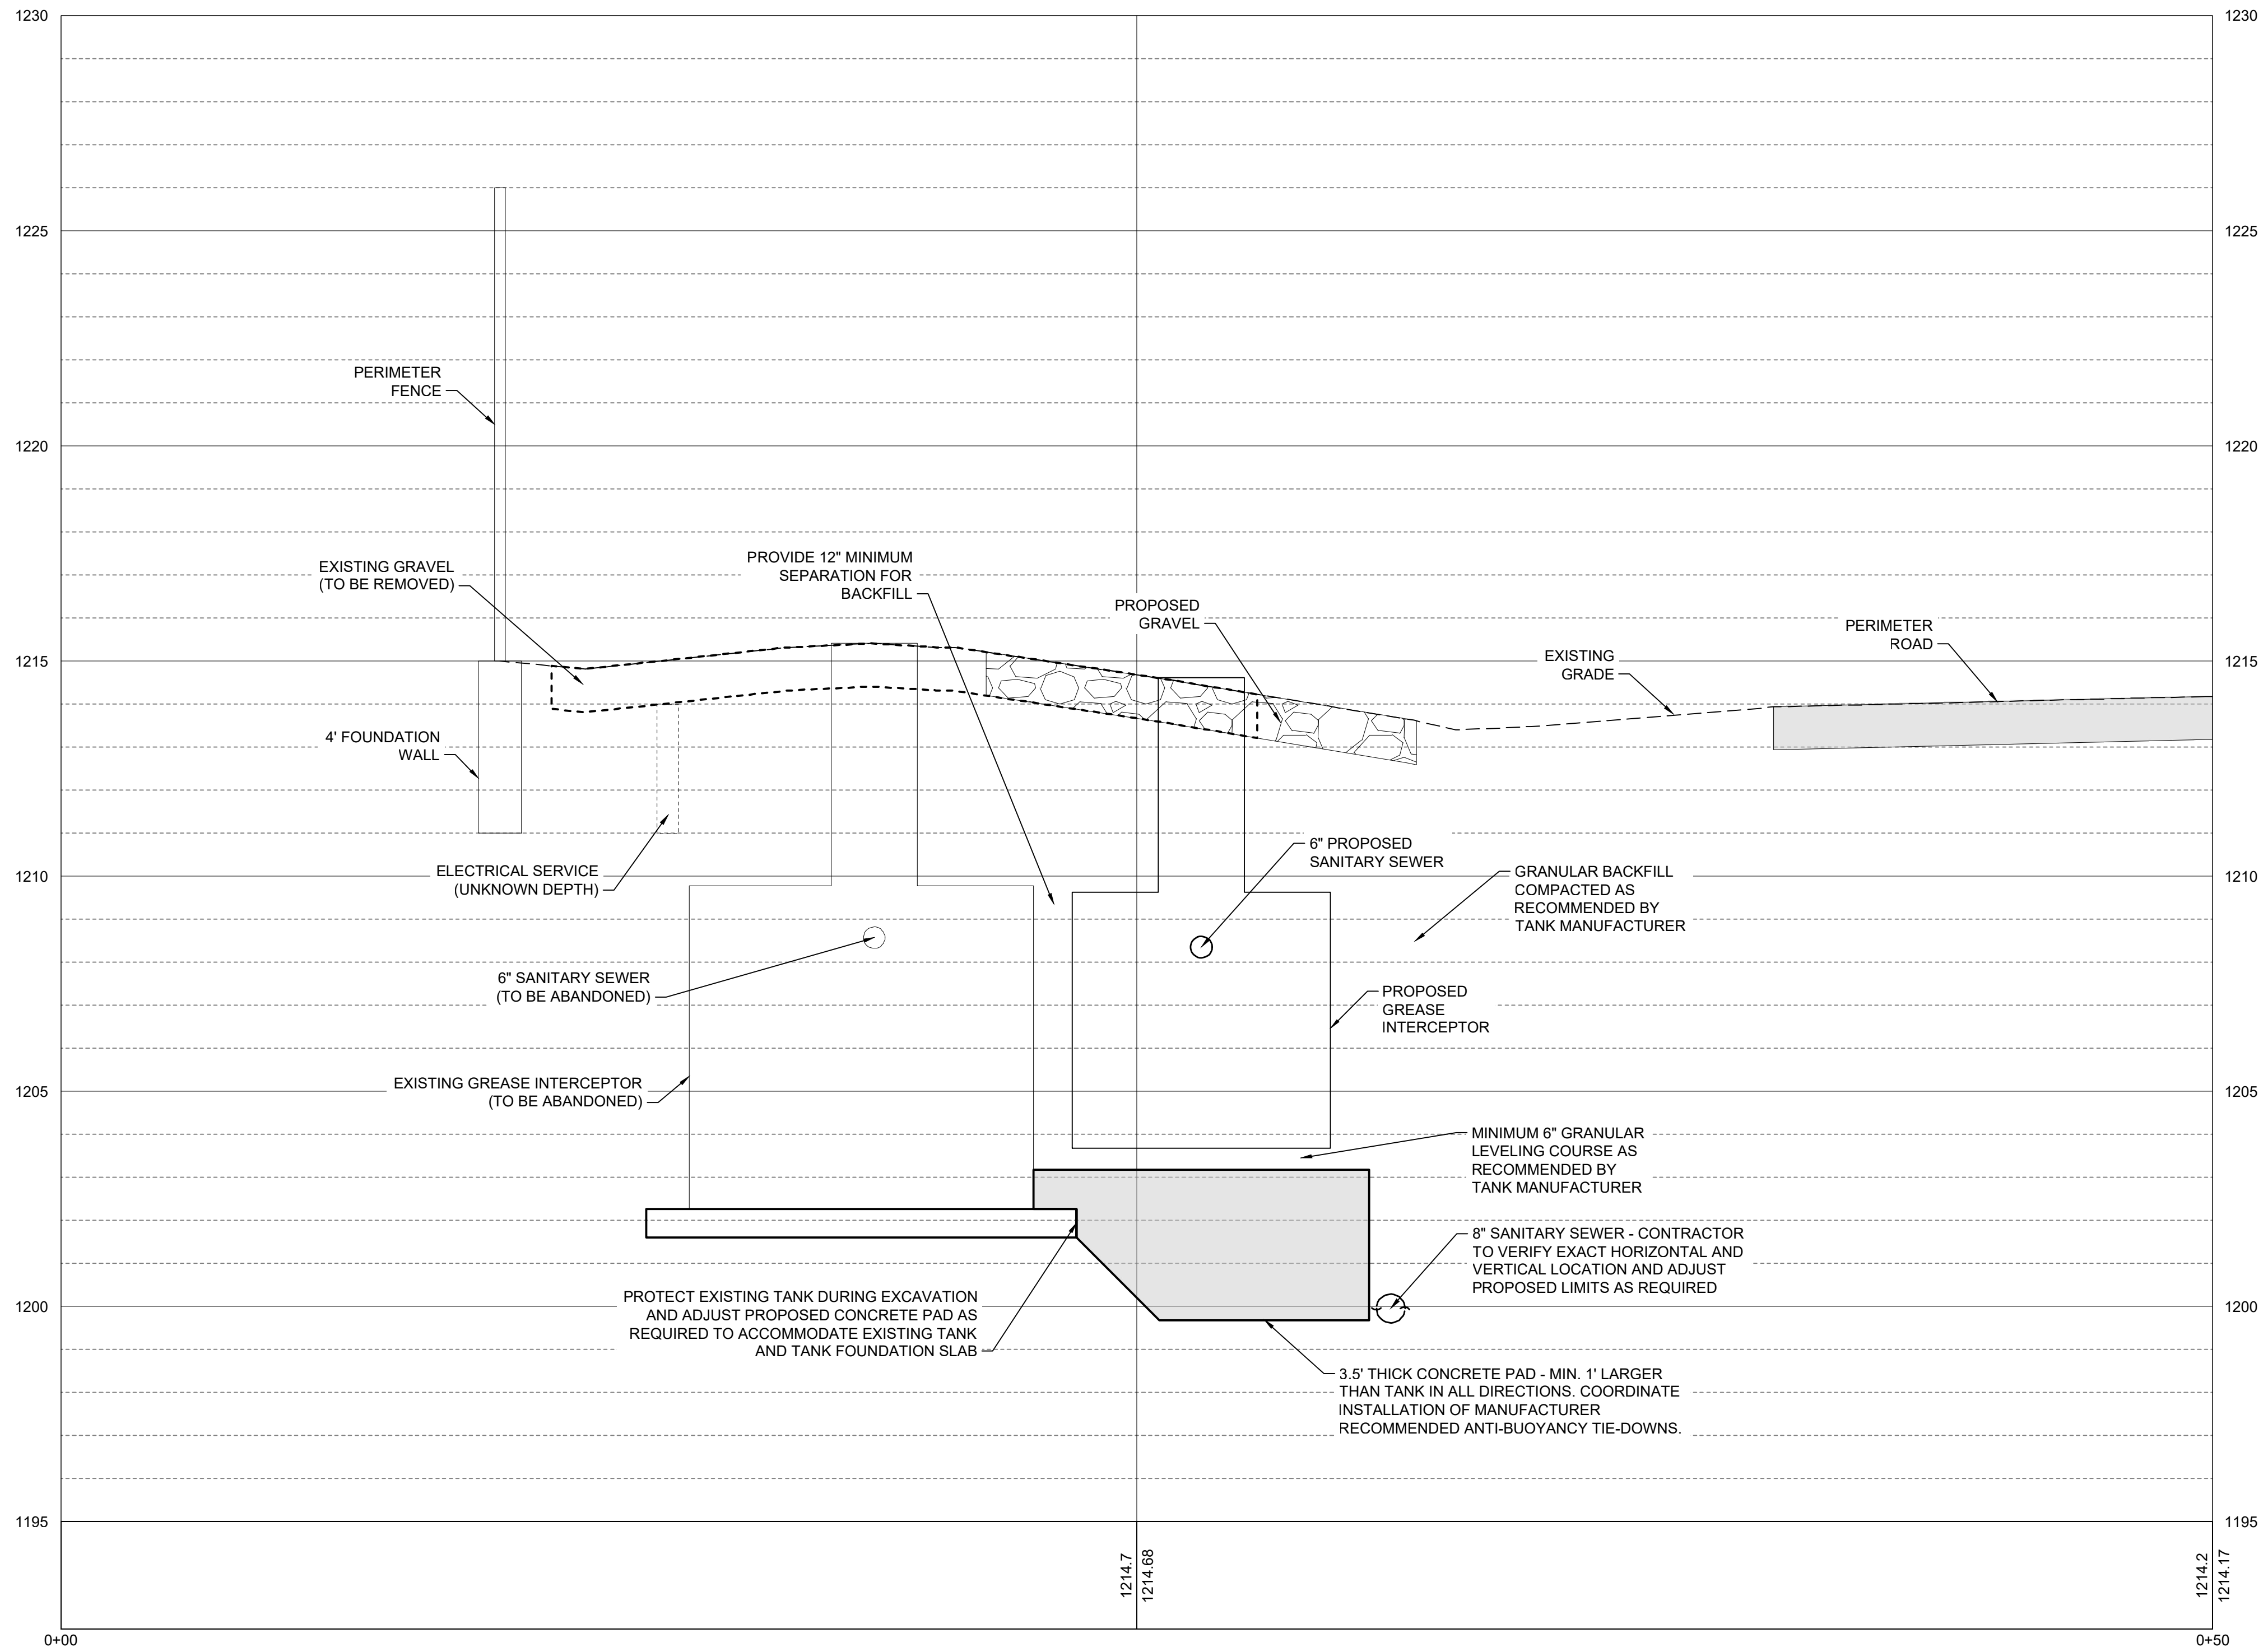 1230
1230
1225
1225
PERIMETER
FENCE
1220
1220
EXISTING GRAVEL
(TO BE REMOVED)
PROVIDE 12" MINIMUM
SEPARATION FOR
BACKFILL
PROPOSED
GRAVEL
EXISTING
GRADE
PERIMETER
ROAD
1215
1215
4' FOUNDATION
WALL
ELECTRICAL SERVICE
(UNKNOWN DEPTH)
6" PROPOSED
SANITARY SEWER
GRANULAR BACKFILL
COMPACTED AS
RECOMMENDED BY
TANK MANUFACTURER
1210
1210
6" SANITARY SEWER
(TO BE ABANDONED)
PROPOSED
GREASE
INTERCEPTOR
EXISTING GREASE INTERCEPTOR
(TO BE ABANDONED)
1205
1205
MINIMUM 6" GRANULAR
LEVELING COURSE AS
RECOMMENDED BY
TANK MANUFACTURER
8" SANITARY SEWER - CONTRACTOR
TO VERIFY EXACT HORIZONTAL AND
VERTICAL LOCATION AND ADJUST
PROPOSED LIMITS AS REQUIRED
1200
1200
PROTECT EXISTING TANK DURING EXCAVATION
AND ADJUST PROPOSED CONCRETE PAD AS
REQUIRED TO ACCOMMODATE EXISTING TANK
AND TANK FOUNDATION SLAB
3.5' THICK CONCRETE PAD - MIN. 1' LARGER
THAN TANK IN ALL DIRECTIONS. COORDINATE
INSTALLATION OF MANUFACTURER
RECOMMENDED ANTI-BUOYANCY TIE-DOWNS.
1195
1195
1214.7
1214.68
1214.2
1214.17
0+00
0+50